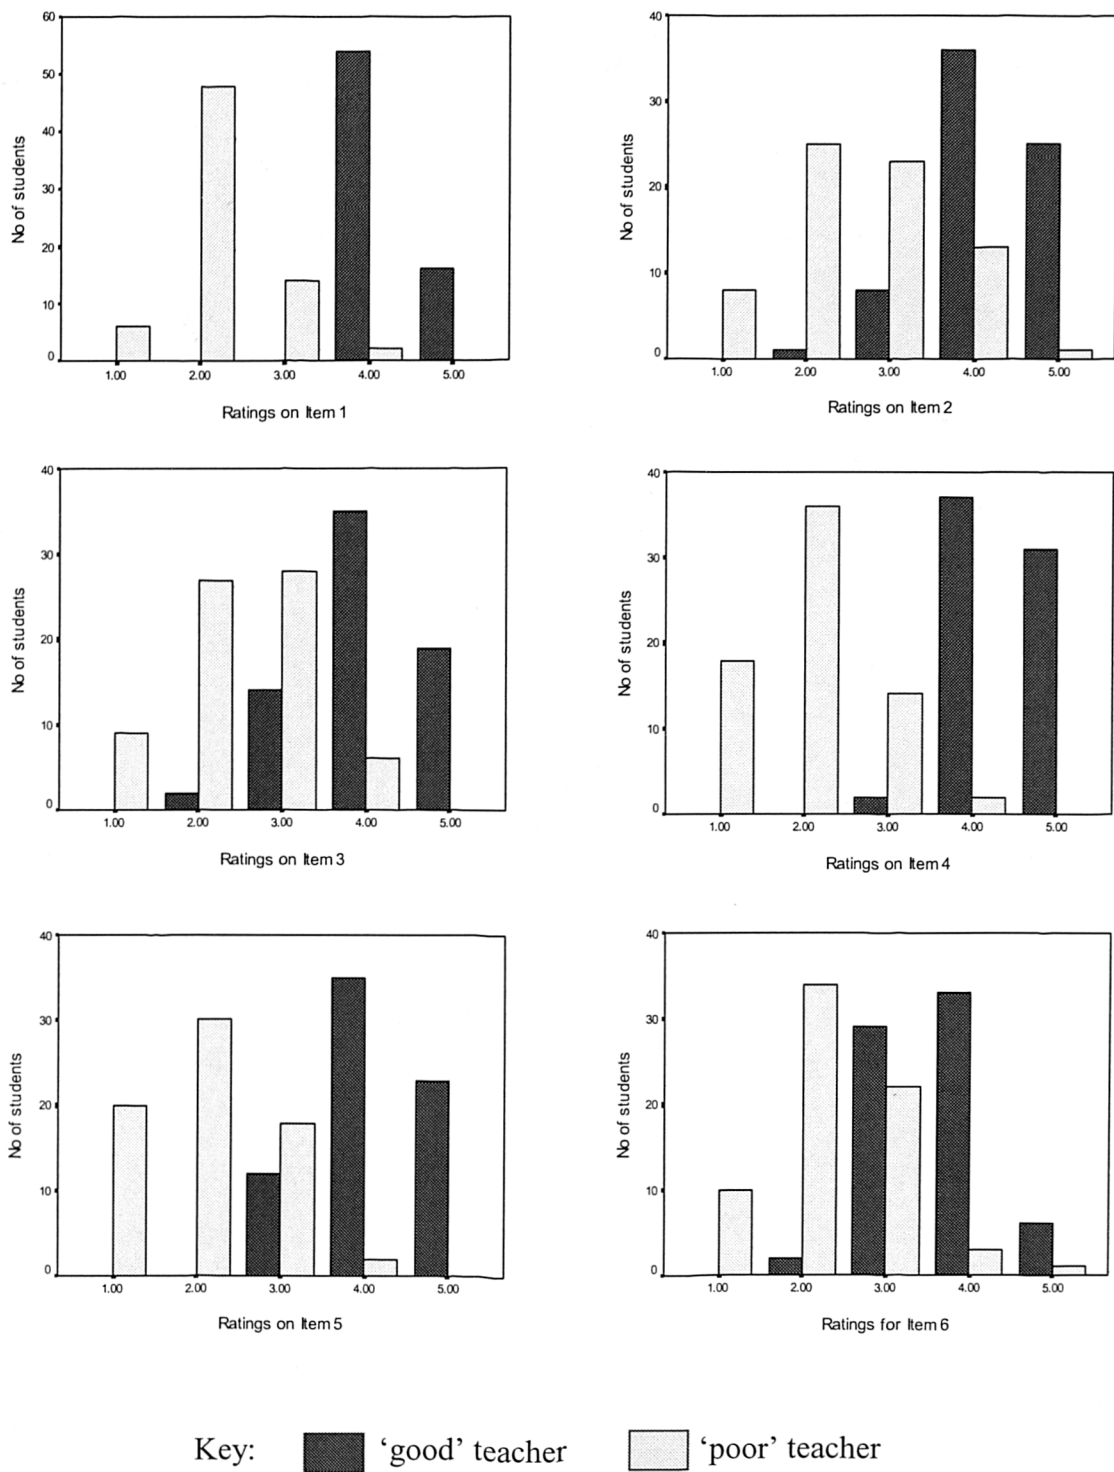 60
50
40
30
20
10
0
No of students
1.00 2.00 3.00 4.00 5.00
Ratings on Item 1
40
30
20
10
0
No of students
1.00 2.00 3.00 4.00 5.00
Ratings on Item 2
40
30
20
10
0
No of students
1.00 2.00 3.00 4.00 5.00
Ratings on Item 3
40
30
20
10
0
No of students
1.00 2.00 3.00 4.00 5.00
Ratings on Item 4
40
30
20
10
0
No of students
1.00 2.00 3.00 4.00 5.00
Ratings on Item 5
40
30
20
10
0
No of students
1.00 2.00 3.00 4.00 5.00
Ratings for Item 6
Key: ‘good’ teacher ‘poor’ teacher